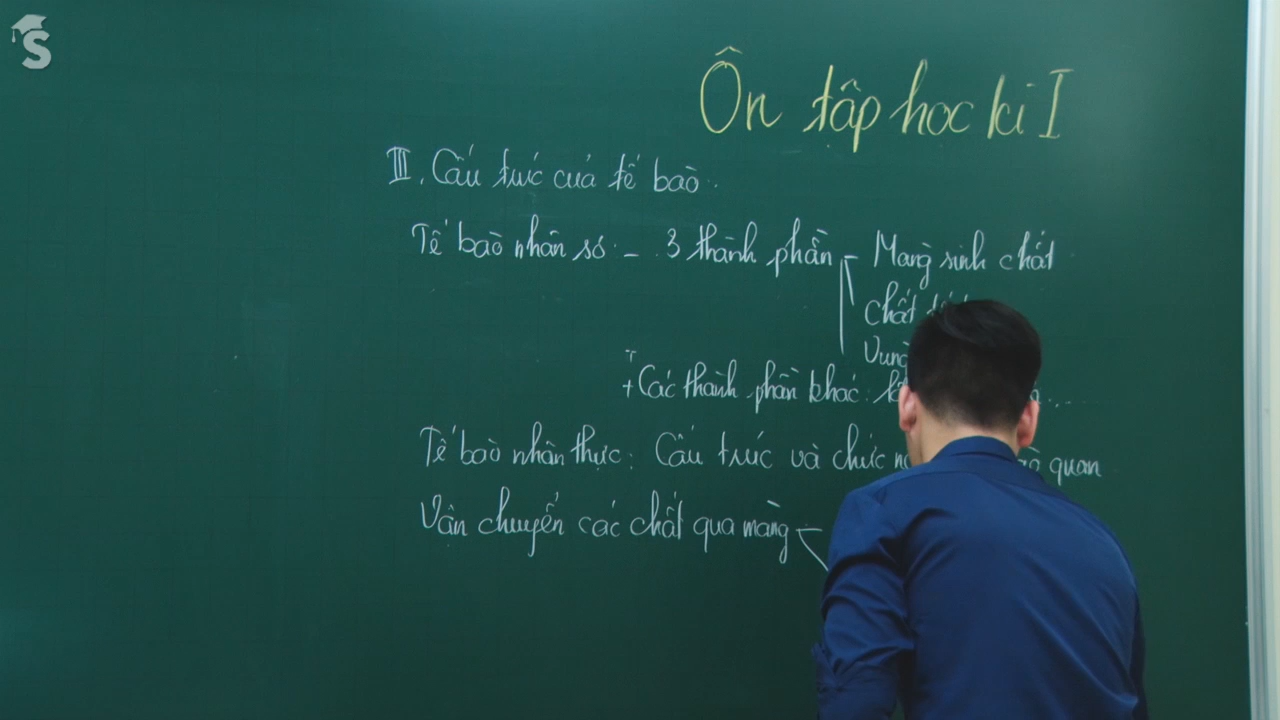 Ôn tập học kì I
III. Cấu trúc của tế bào.
Tế bào nhân sơ: - 3 thành phần - Màng sinh chất
chất
+ Các thành phần khác:
Tế bào nhân thực: Cấu trúc và chức quan
Vận chuyển các chất qua màng
S